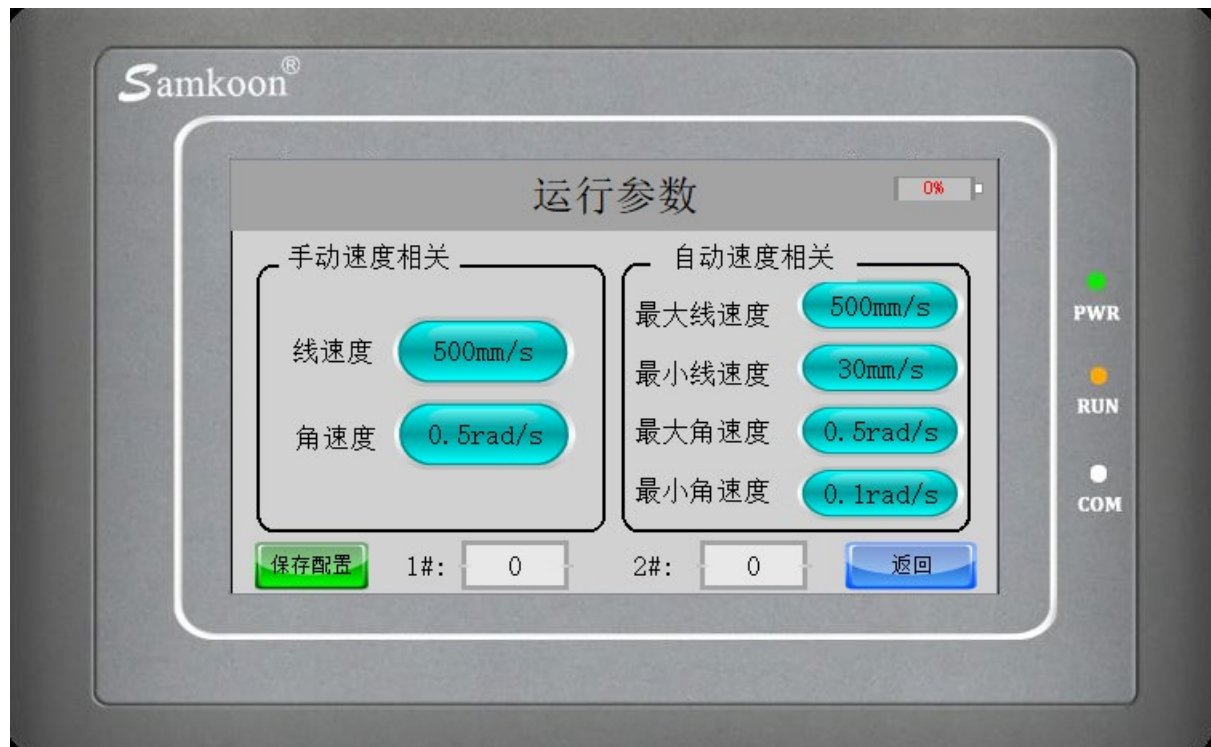 Samkoon®
运行参数
0%
手动速度相关
线速度 500mm/s
角速度 0.5rad/s
自动速度相关
最大线速度 500mm/s
最小线速度 30mm/s
最大角速度 0.5rad/s
最小角速度 0.1rad/s
保存配置 1#: 0 2#: 0 返回
PWR
RUN
COM